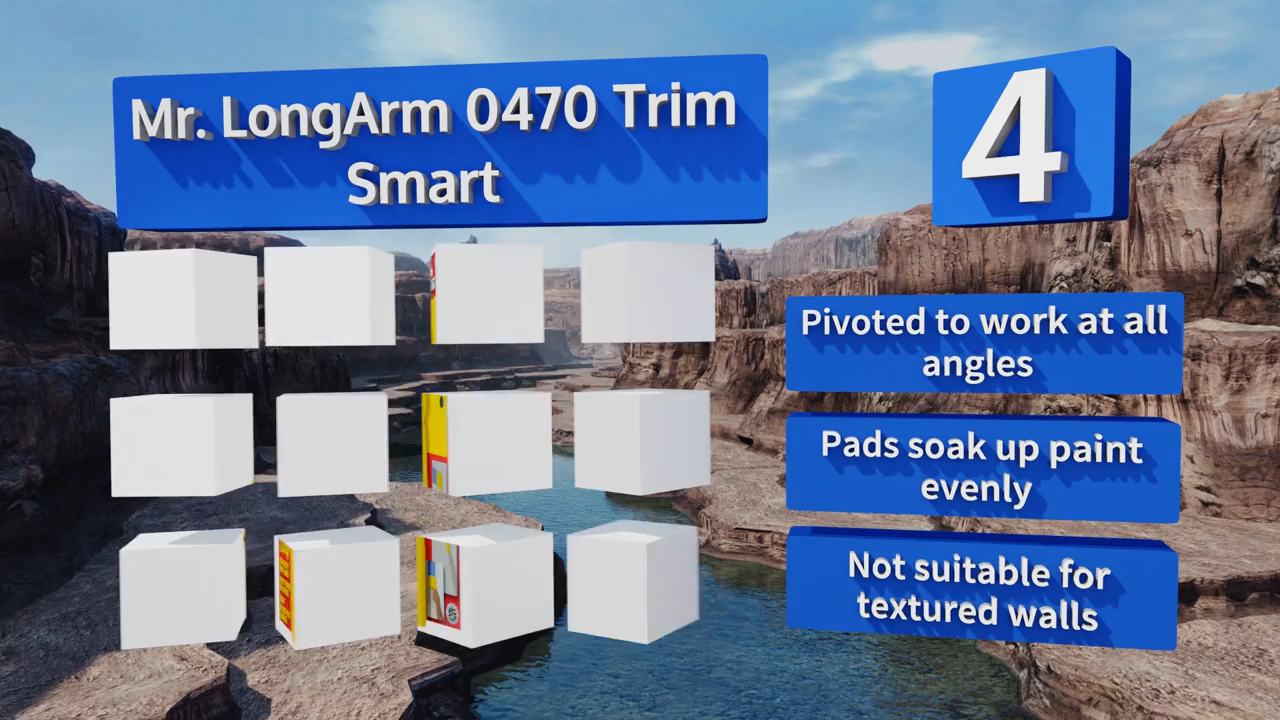 Mr. LongArm 0470 Trim
Smart
4
Pivoted to work at all
angles
Pads soak up paint
evenly
Not suitable for
textured walls